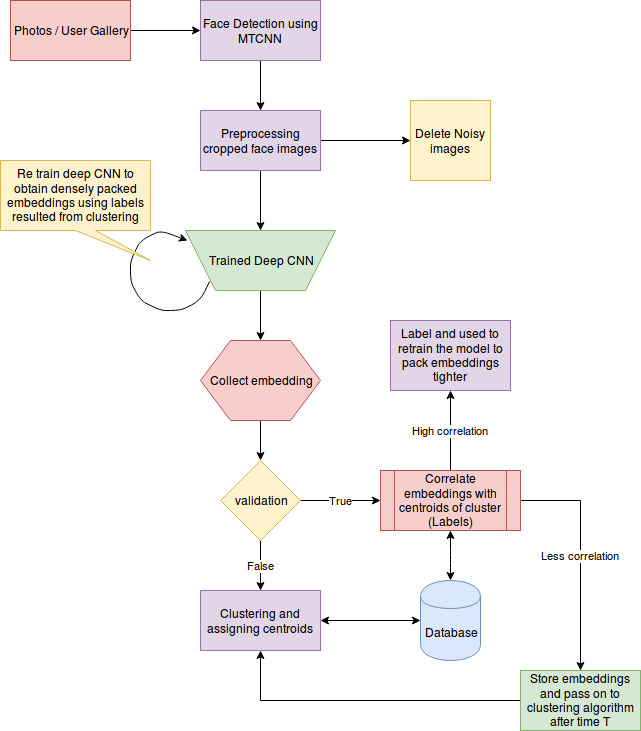 Photos / User Gallery
Face Detection using
MTCNN
Preprocessing
cropped face images
Delete Noisy
images
Re train deep CNN to
obtain densely packed
embeddings using labels
resulted from clustering
Trained Deep CNN
Collect embedding
Label and used to
retrain the model to
pack embeddings
tighter
High correlation
validation
True
Correlate
embeddings with
centroids of cluster
(Labels)
Less correlation
False
Clustering and
assigning centroids
Database
Store embeddings
and pass on to
clustering algorithm
after time T